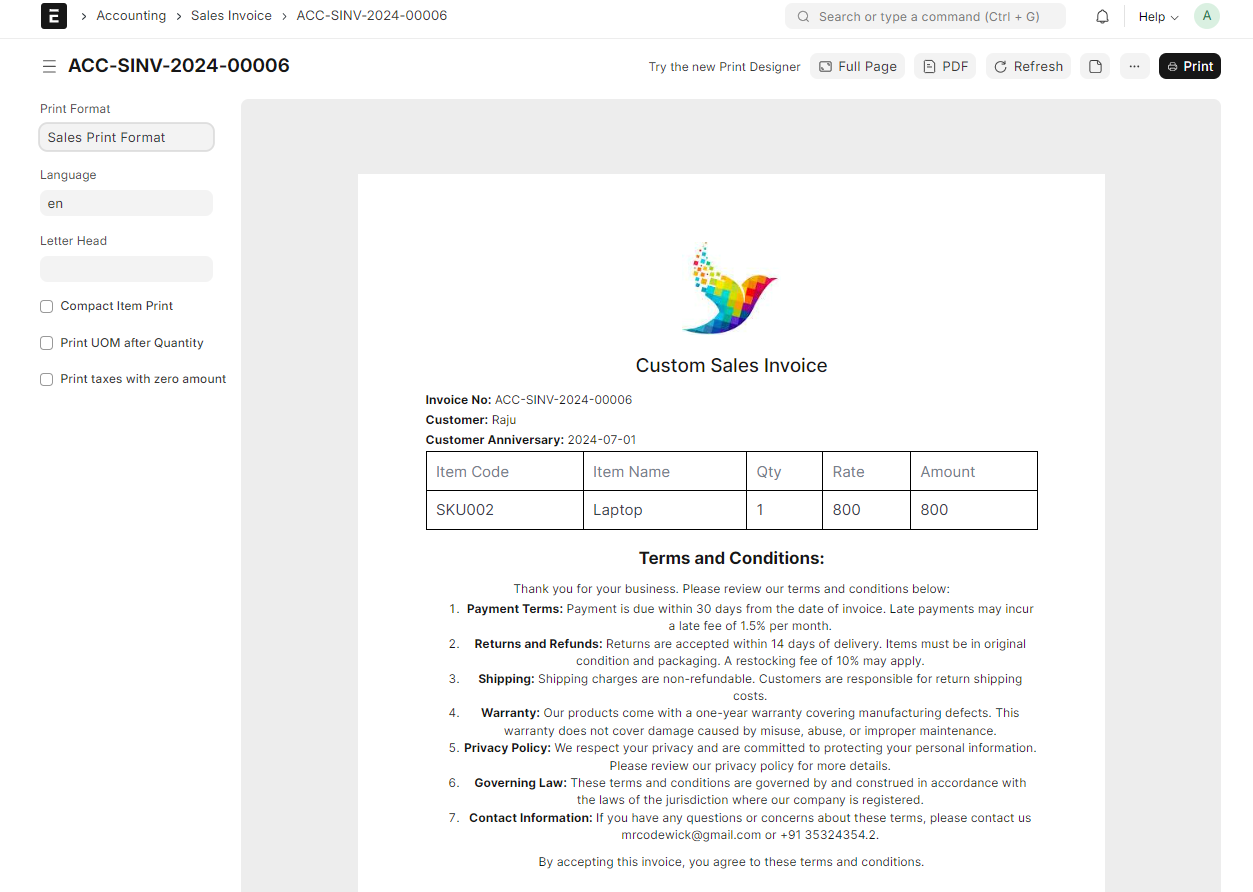 E > Accounting > Sales Invoice > ACC-SINV-2024-00006 Search or type a command (Ctrl + G) Help A
ACC-SINV-2024-00006 Try the new Print Designer Full Page PDF Refresh ... Print
Print Format
Sales Print Format
Language
en
Letter Head
Compact Item Print
Print UOM after Quantity
Print taxes with zero amount
Custom Sales Invoice
Invoice No: ACC-SINV-2024-00006
Customer: Raju
Customer Anniversary: 2024-07-01
Item Code Item Name Qty Rate Amount
SKU002 Laptop 1 800 800
Terms and Conditions:
Thank you for your business. Please review our terms and conditions below:
1. Payment Terms: Payment is due within 30 days from the date of invoice. Late payments may incur
a late fee of 1.5% per month.
2. Returns and Refunds: Returns are accepted within 14 days of delivery. Items must be in original
condition and packaging. A restocking fee of 10% may apply.
3. Shipping: Shipping charges are non-refundable. Customers are responsible for return shipping
costs.
4. Warranty: Our products come with a one-year warranty covering manufacturing defects. This
warranty does not cover damage caused by misuse, abuse, or improper maintenance.
5. Privacy Policy: We respect your privacy and are committed to protecting your personal information.
Please review our privacy policy for more details.
6. Governing Law: These terms and conditions are governed by and construed in accordance with
the laws of the jurisdiction where our company is registered.
7. Contact Information: If you have any questions or concerns about these terms, please contact us
mrcodewick@gmail.com or +91 35324354.2.
By accepting this invoice, you agree to these terms and conditions.